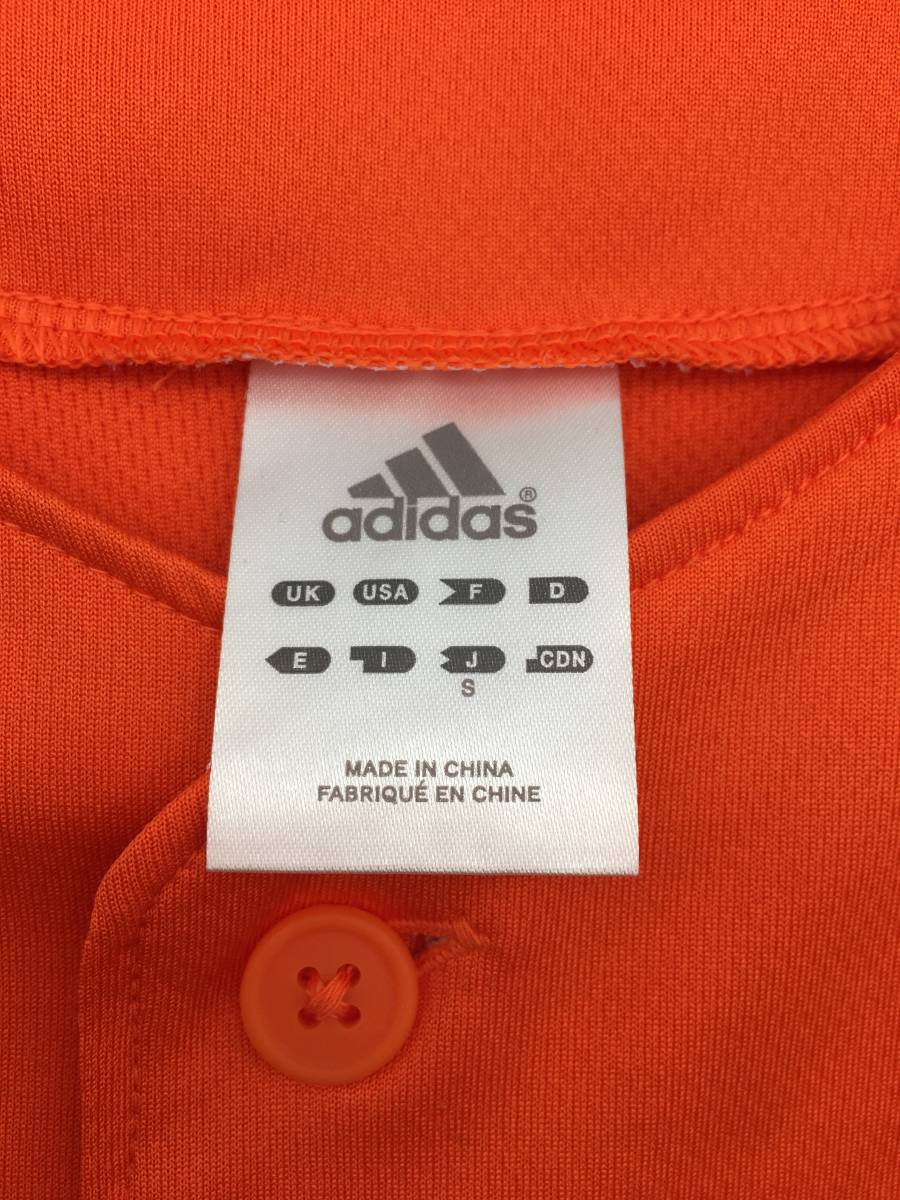 adidas®
UK USA F D
E I J CDN
S
MADE IN CHINA
FABRIQUÉ EN CHINE